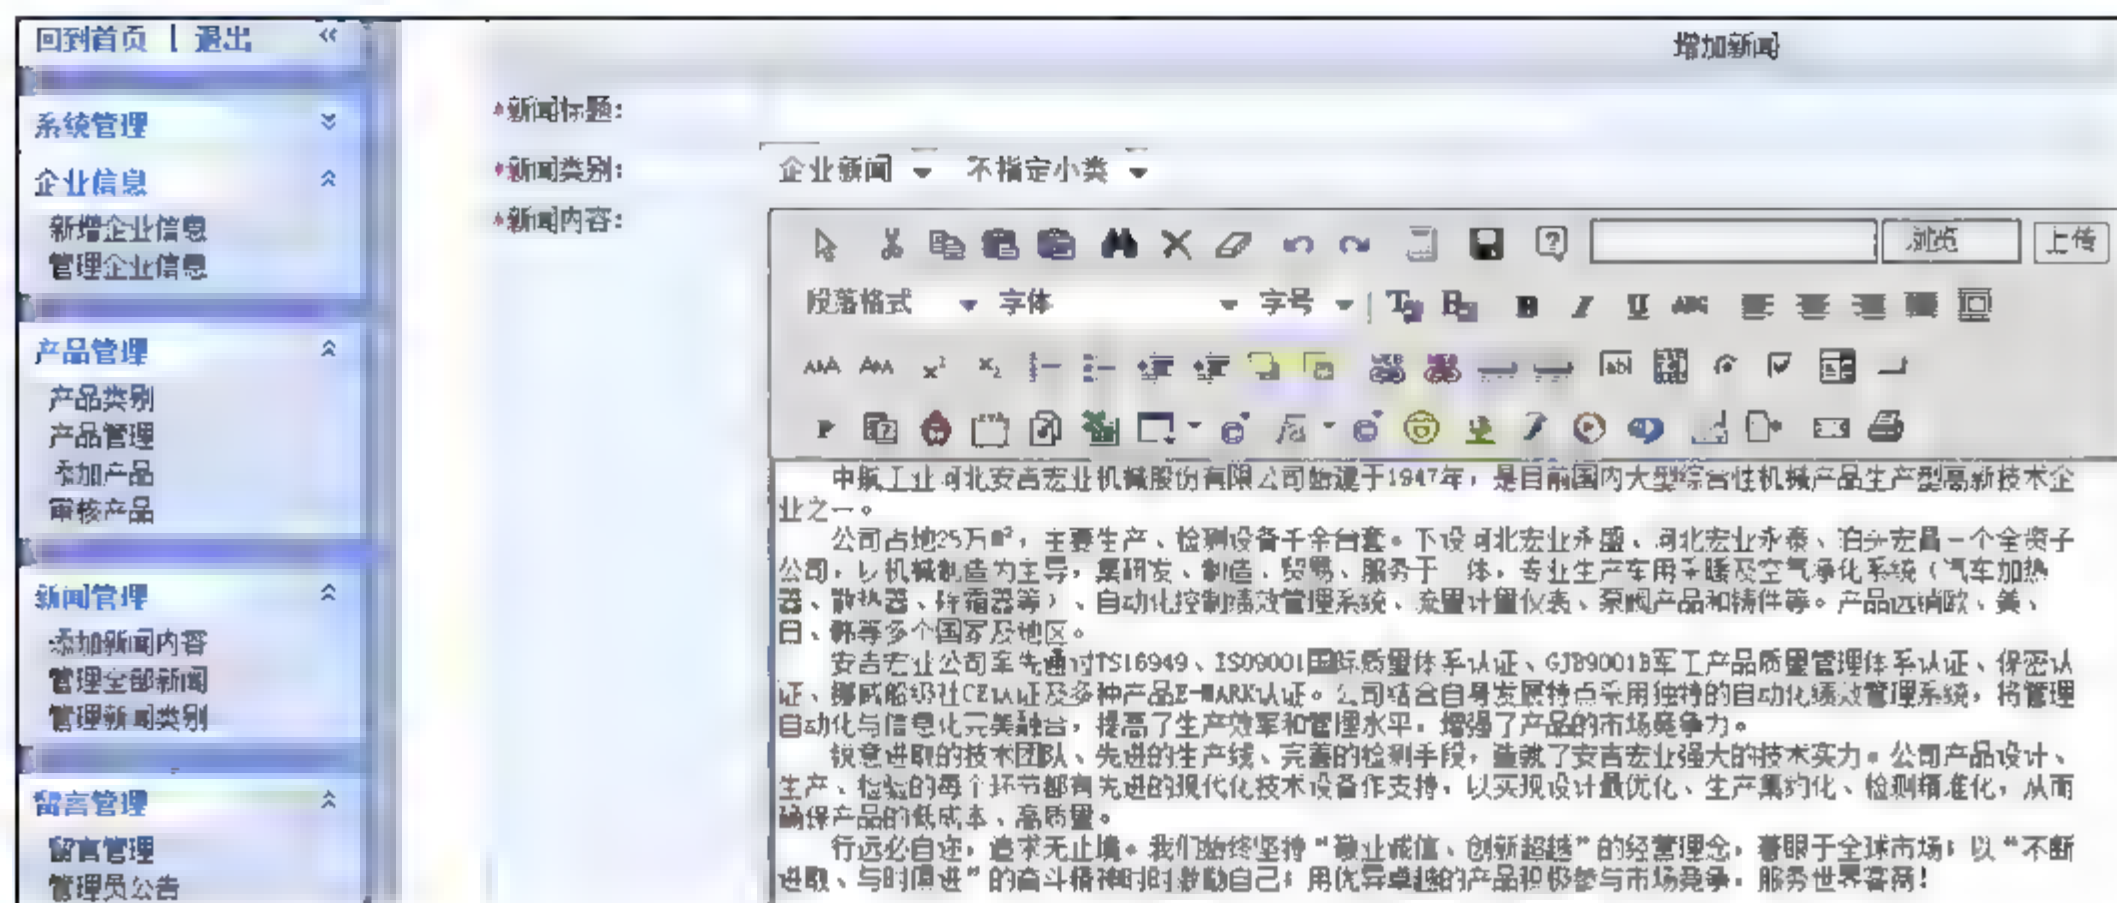 回到首页 | 退出 «
增加新闻
系统管理
企业信息
新增企业信息
管理企业信息
产品管理
产品类别
产品管理
添加产品
审核产品
新闻管理
添加新闻内容
管理全部新闻
管理新闻类别
留言管理
留言管理
管理员公告
*新闻标题:
*新闻类别: 企业新闻 不指定小类
*新闻内容:
浏览 上传
段落格式 字体 字号
中航工业河北安吉宏业机械股份有限公司始建于1947年，是目前国内大型综合性机械产品生产型高新技术企
业之一。
公司占地25万m²，主要生产、检测设备千余台套。下设河北宏业永盛、河北宏业永泰、泊头宏昌一个全资子
公司，以机械制造为主导，集研发、制造、贸易、服务于一体，专业生产车用采暖及空气净化系统（汽车加热
器、散热器、除霜器等）、自动化控制绩效管理系统、流量计量仪表、泵阀产品和铸件等。产品远销欧、美、
日、韩等多个国家及地区。
安吉宏业公司率先通过TS16949、ISO9001国际质量体系认证、GJB9001B军工产品质量管理体系认证、保密认
证、挪威船级社CE认证及多种产品E-MARK认证。公司结合自身发展特点采用独特的自动化绩效管理系统，将管理
自动化与信息化完美融合，提高了生产效率和管理水平，增强了产品的市场竞争力。
锐意进取的技术团队、先进的生产线、完善的检测手段，造就了安吉宏业强大的技术实力。公司产品设计、
生产、检验的每个环节都有先进的现代化技术设备作支持，以实现设计最优化、生产集约化、检测精准化，从而
确保产品的低成本、高质量。
行远必自迩，追求无止境。我们始终坚持“敬业诚信、创新超越”的经营理念，着眼于全球市场；以“不断
进取、与时俱进”的奋斗精神时时激励自己；用优异卓越的产品积极参与市场竞争，服务世界客商！